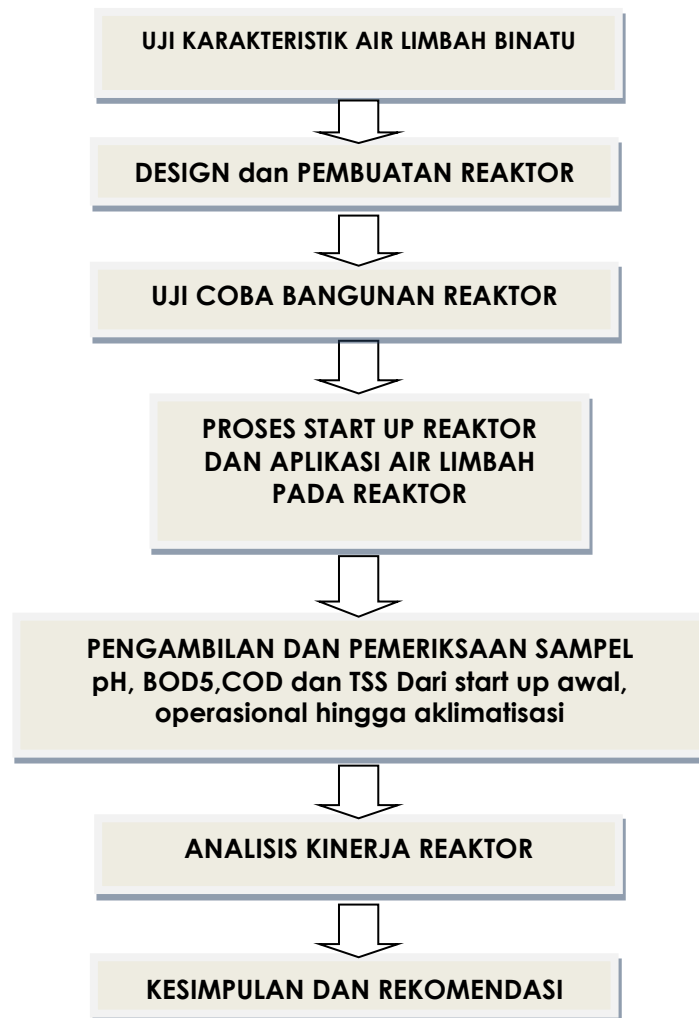 UJI KARAKTERISTIK AIR LIMBAH BINATU
DESIGN dan PEMBUATAN REAKTOR
UJI COBA BANGUNAN REAKTOR
PROSES START UP REAKTOR
DAN APLIKASI AIR LIMBAH
PADA REAKTOR
PENGAMBILAN DAN PEMERIKSAAN SAMPEL
pH, BOD5,COD dan TSS Dari start up awal,
operasional hingga aklimatisasi
ANALISIS KINERJA REAKTOR
KESIMPULAN DAN REKOMENDASI